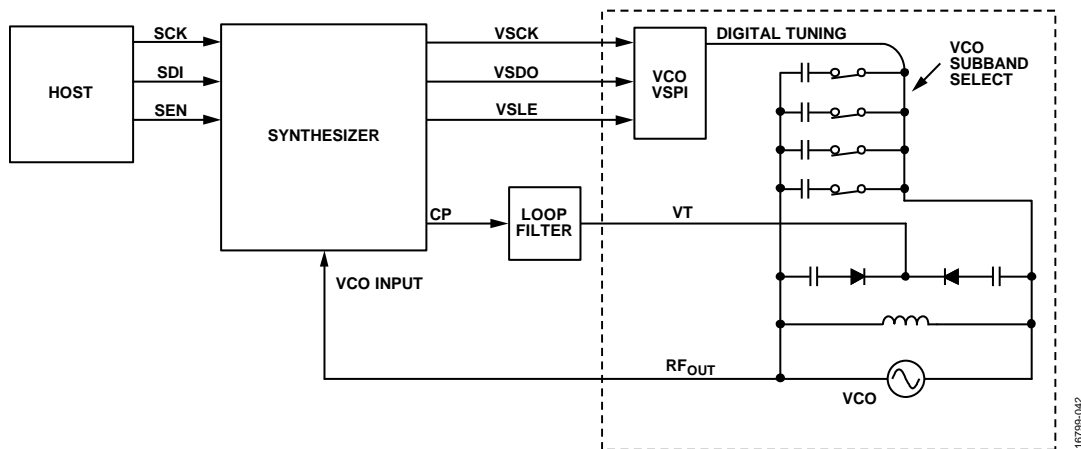 HOST
SCK
SDI
SEN
SYNTHESIZER
VSCK
VSDO
VSLE
VCO
VSPI
DIGITAL TUNING
VCO
SUBBAND
SELECT
CP
LOOP
FILTER
VT
VCO INPUT
RFOUT
VCO
16799-042